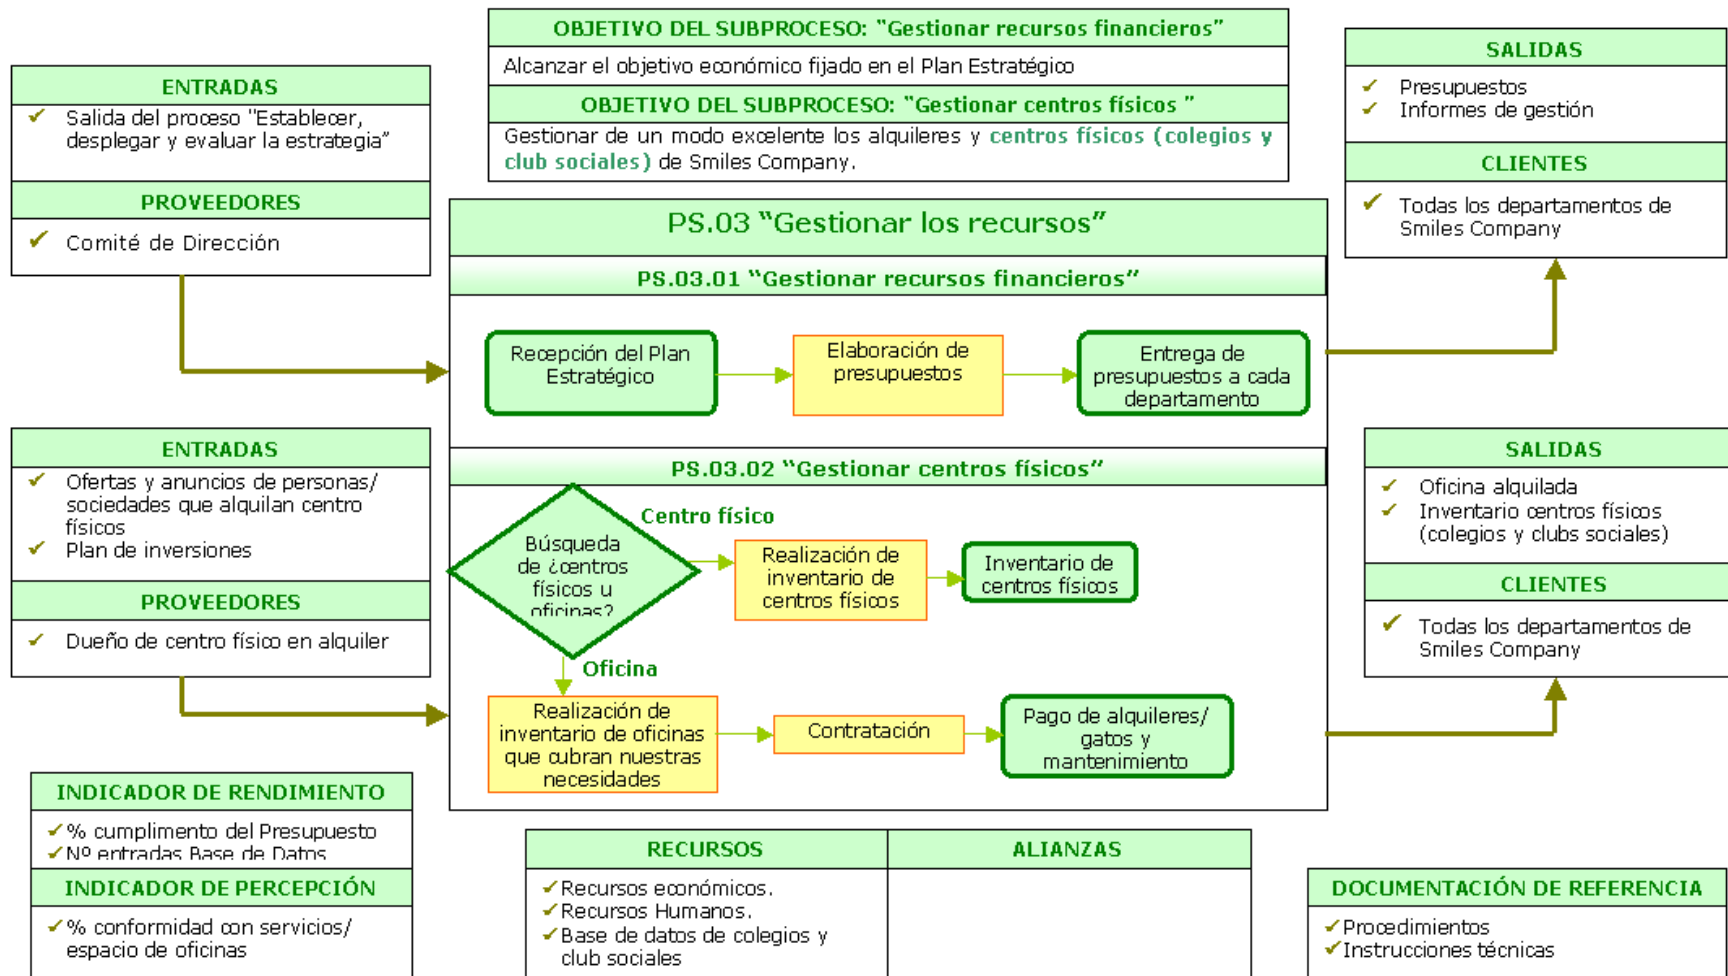 OBJETIVO DEL SUBPROCESO: “Gestionar recursos financieros”
Alcanzar el objetivo económico fijado en el Plan Estratégico
OBJETIVO DEL SUBPROCESO: “Gestionar centros físicos ”
Gestionar de un modo excelente los alquileres y centros físicos (colegios y
club sociales) de Smiles Company.
ENTRADAS
Salida del proceso "Establecer,
desplegar y evaluar la estrategia”
PROVEEDORES
Comité de Dirección
SALIDAS
Presupuestos
Informes de gestión
CLIENTES
Todas los departamentos de
Smiles Company
PS.03 “Gestionar los recursos”
PS.03.01 “Gestionar recursos financieros”
Recepción del Plan
Estratégico
Elaboración de
presupuestos
Entrega de
presupuestos a cada
departamento
ENTRADAS
Ofertas y anuncios de personas/
sociedades que alquilan centro
físicos
Plan de inversiones
PROVEEDORES
Dueño de centro físico en alquiler
PS.03.02 “Gestionar centros físicos”
Búsqueda
de ¿centros
físicos u
oficinas?
Centro físico
Realización de
inventario de
centros físicos
Inventario de
centros físicos
Oficina
Realización de
inventario de oficinas
que cubran nuestras
necesidades
Contratación
Pago de alquileres/
gatos y
mantenimiento
SALIDAS
Oficina alquilada
Inventario centros físicos
(colegios y clubs sociales)
CLIENTES
Todas los departamentos de
Smiles Company
INDICADOR DE RENDIMIENTO
% cumplimento del Presupuesto
Nº entradas Base de Datos
INDICADOR DE PERCEPCIÓN
% conformidad con servicios/
espacio de oficinas
RECURSOS
Recursos económicos.
Recursos Humanos.
Base de datos de colegios y
club sociales
ALIANZAS
DOCUMENTACIÓN DE REFERENCIA
Procedimientos
Instrucciones técnicas